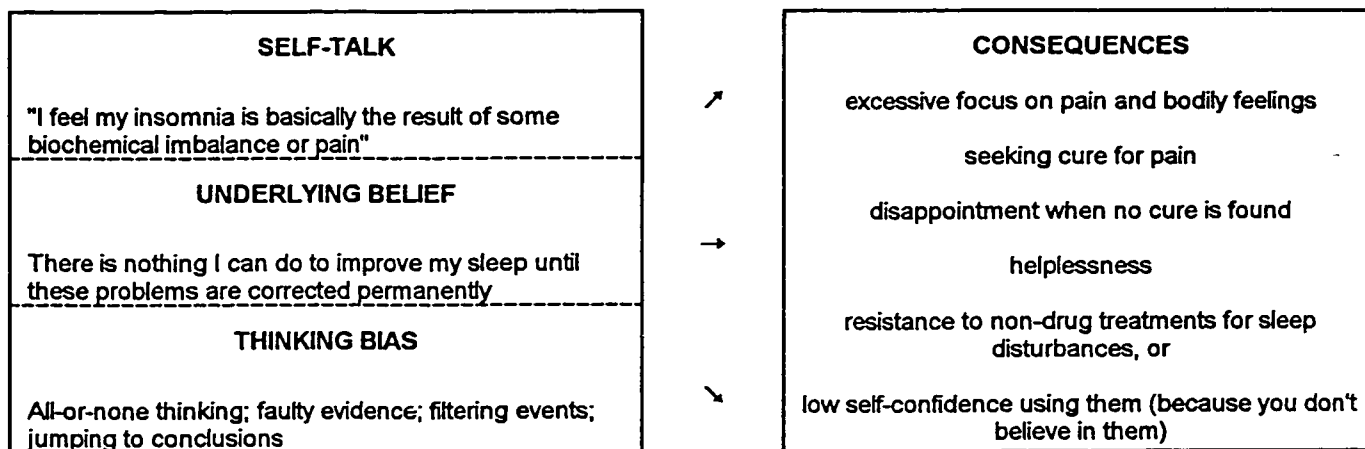 SELF-TALK
"I feel my insomnia is basically the result of some
biochemical imbalance or pain"
UNDERLYING BELIEF
There is nothing I can do to improve my sleep until
these problems are corrected permanently
THINKING BIAS
All-or-none thinking; faulty evidence; filtering events;
jumping to conclusions
CONSEQUENCES
excessive focus on pain and bodily feelings
seeking cure for pain
disappointment when no cure is found
helplessness
resistance to non-drug treatments for sleep
disturbances, or
low self-confidence using them (because you don't
believe in them)